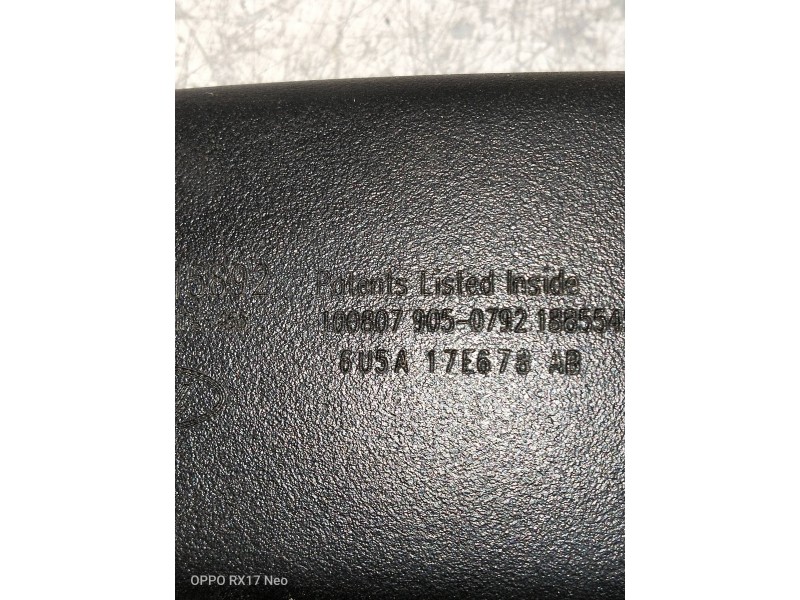 Patents Listed Inside
100807 905-0792 188554
6U5A 17E678 AB
OPPO RX17 Neo